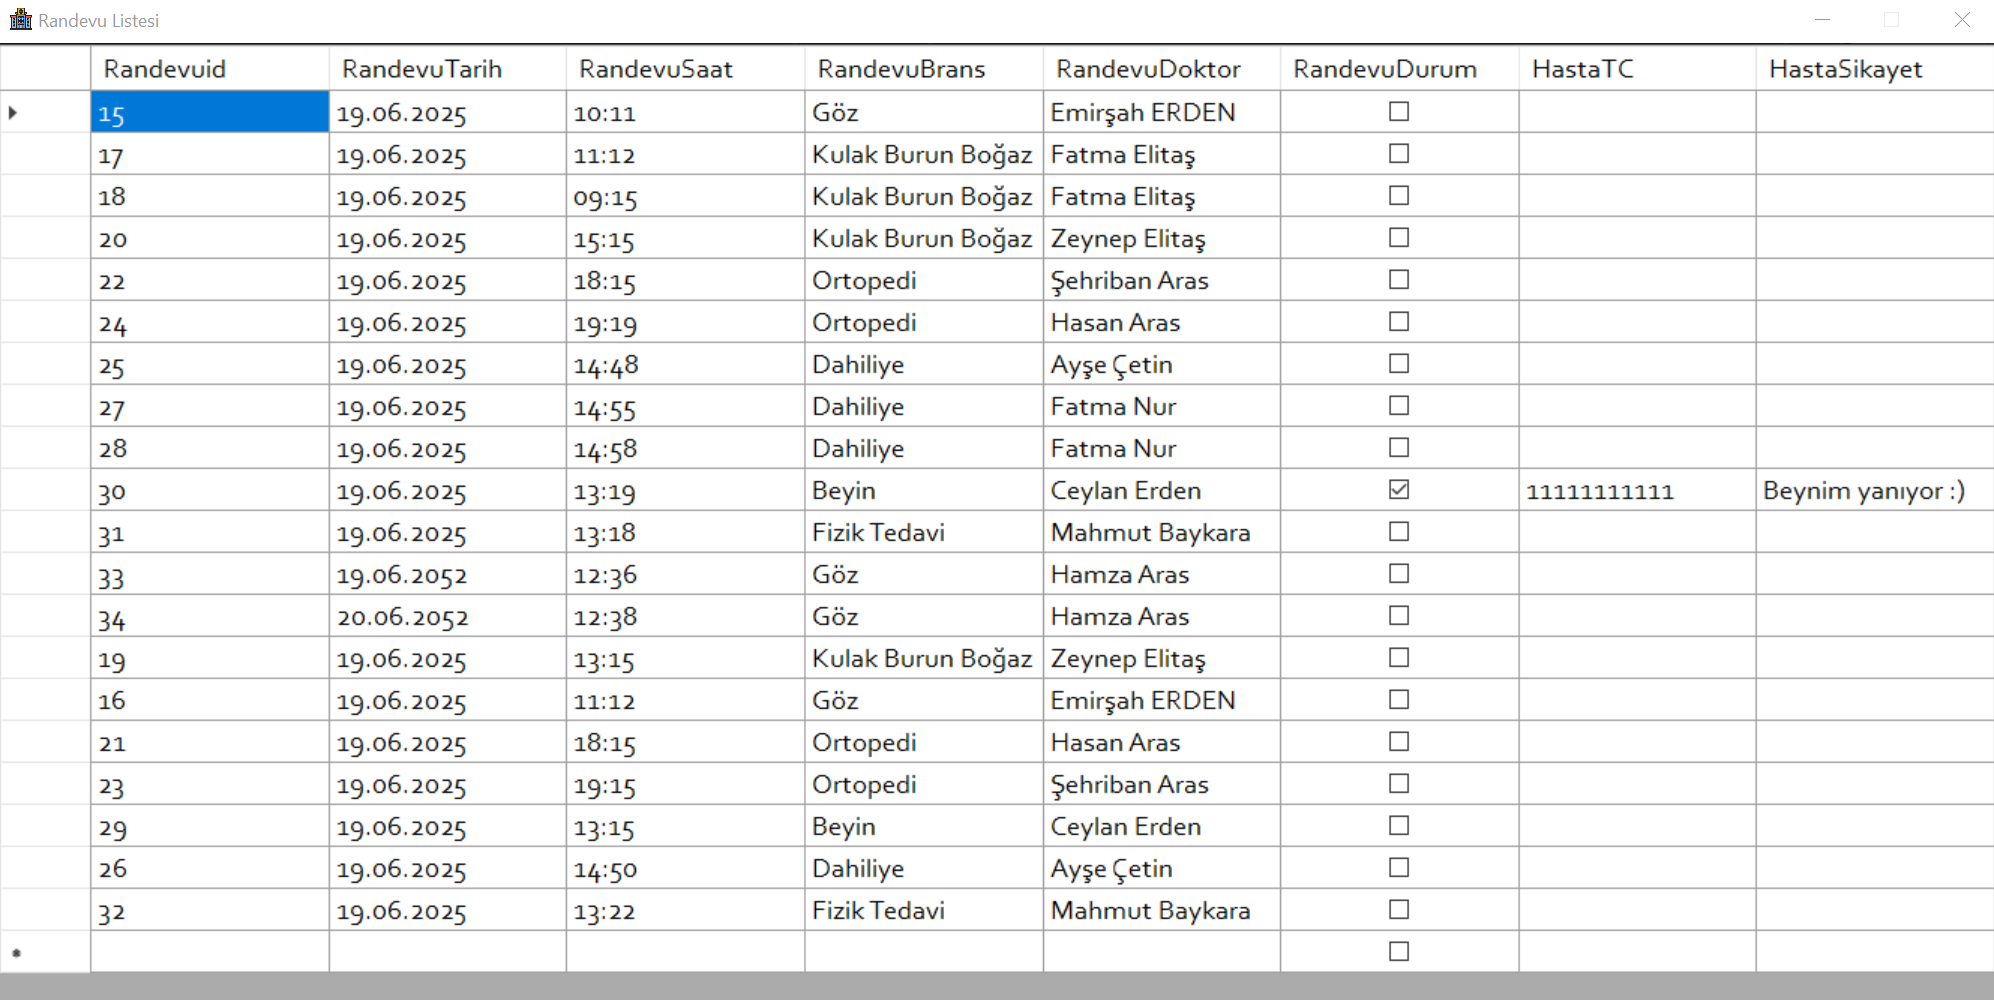 Randevu Listesi
Randevuid RandevuTarih RandevuSaat RandevuBrans RandevuDoktor RandevuDurum HastaTC HastaSikayet
15 19.06.2025 10:11 Göz Emirşah ERDEN
17 19.06.2025 11:12 Kulak Burun Boğaz Fatma Elitaş
18 19.06.2025 09:15 Kulak Burun Boğaz Fatma Elitaş
20 19.06.2025 15:15 Kulak Burun Boğaz Zeynep Elitaş
22 19.06.2025 18:15 Ortopedi Şehriban Aras
24 19.06.2025 19:19 Ortopedi Hasan Aras
25 19.06.2025 14:48 Dahiliye Ayşe Çetin
27 19.06.2025 14:55 Dahiliye Fatma Nur
28 19.06.2025 14:58 Dahiliye Fatma Nur
30 19.06.2025 13:19 Beyin Ceylan Erden 11111111111 Beynim yanıyor :)
31 19.06.2025 13:18 Fizik Tedavi Mahmut Baykara
33 19.06.2052 12:36 Göz Hamza Aras
34 20.06.2052 12:38 Göz Hamza Aras
19 19.06.2025 13:15 Kulak Burun Boğaz Zeynep Elitaş
16 19.06.2025 11:12 Göz Emirşah ERDEN
21 19.06.2025 18:15 Ortopedi Hasan Aras
23 19.06.2025 19:15 Ortopedi Şehriban Aras
29 19.06.2025 13:15 Beyin Ceylan Erden
26 19.06.2025 14:50 Dahiliye Ayşe Çetin
32 19.06.2025 13:22 Fizik Tedavi Mahmut Baykara